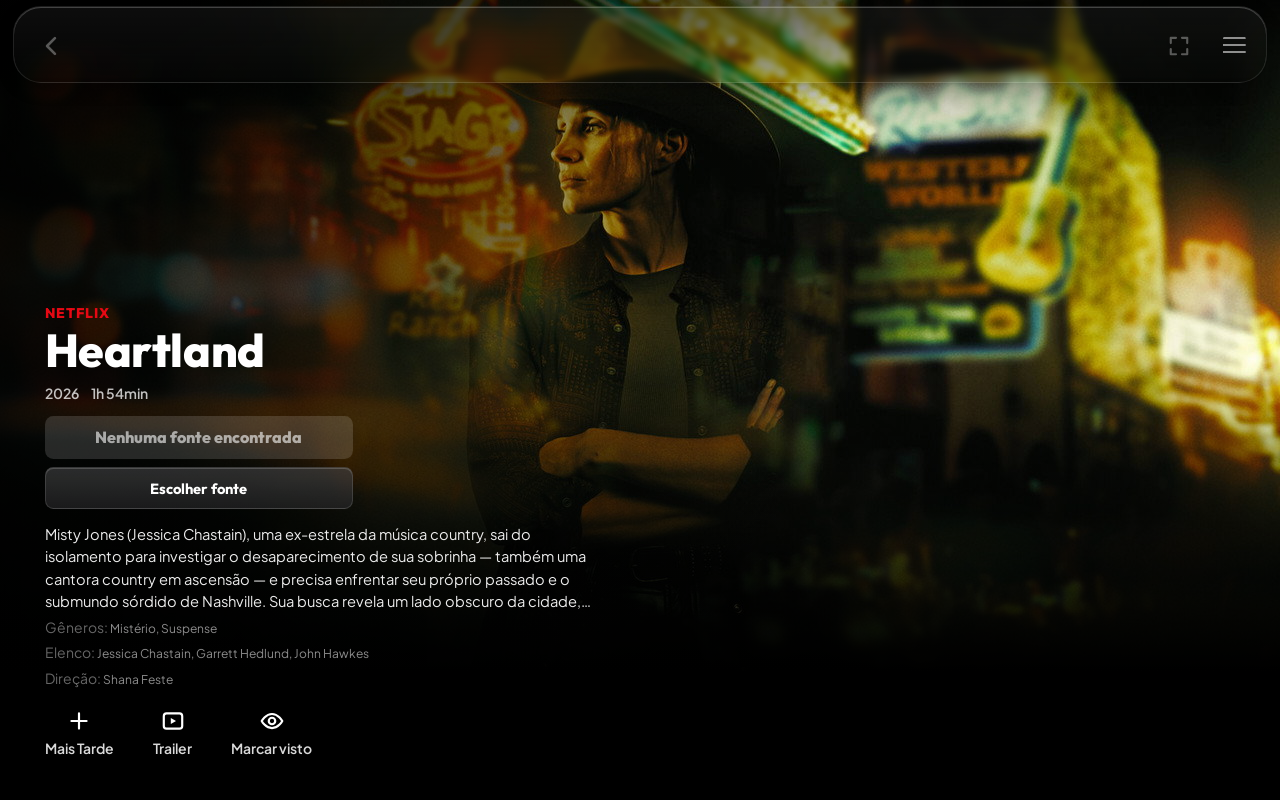 STAGE
WESTERN
WORLD
NETFLIX
Heartland
2026 1h 54min
Nenhuma fonte encontrada
Escolher fonte
Misty Jones (Jessica Chastain), uma ex-estrela da música country, sai do
isolamento para investigar o desaparecimento de sua sobrinha — também uma
cantora country em ascensão — e precisa enfrentar seu próprio passado e o
submundo sórdido de Nashville. Sua busca revela um lado obscuro da cidade,...
Gêneros: Mistério, Suspense
Elenco: Jessica Chastain, Garrett Hedlund, John Hawkes
Direção: Shana Feste
Mais Tarde Trailer Marcar visto